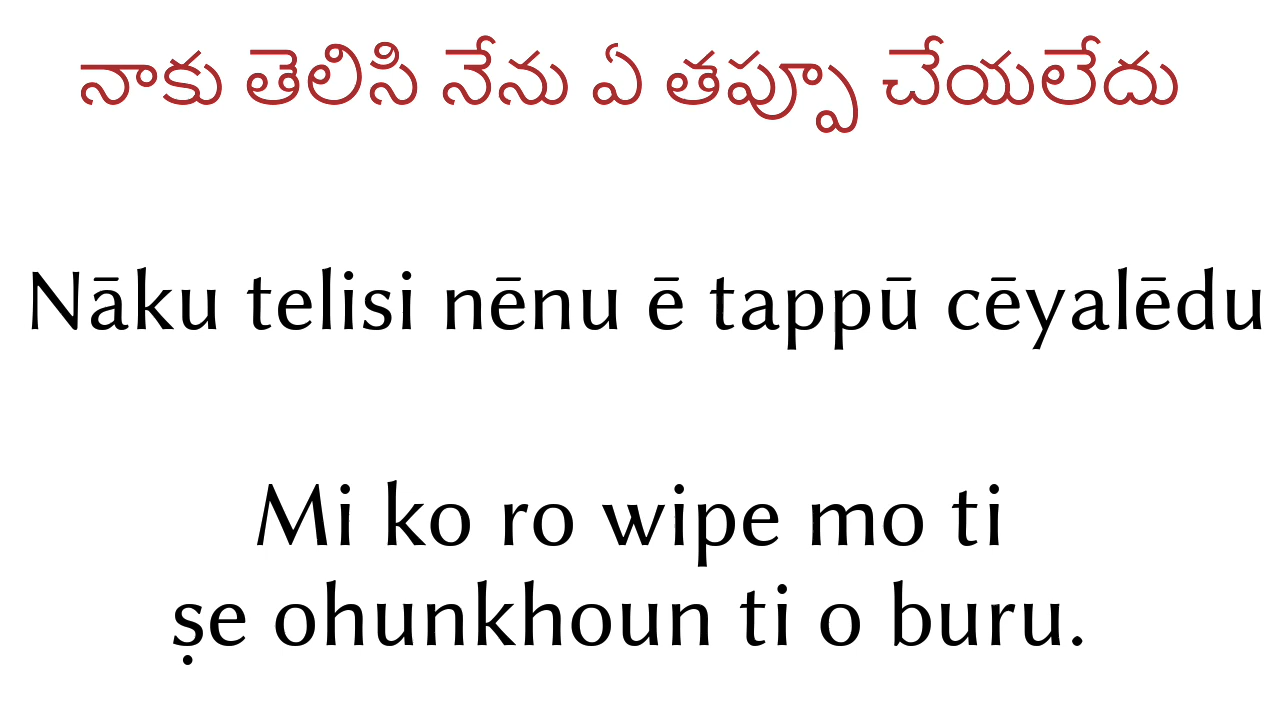 నాకు తెలిసి నేను ఏ తప్పూ చేయలేదు
Nāku telisi nēnu ē tappū cēyalēdu
Mi ko ro wipe mo ti
ṣe ohunkhoun ti o buru.